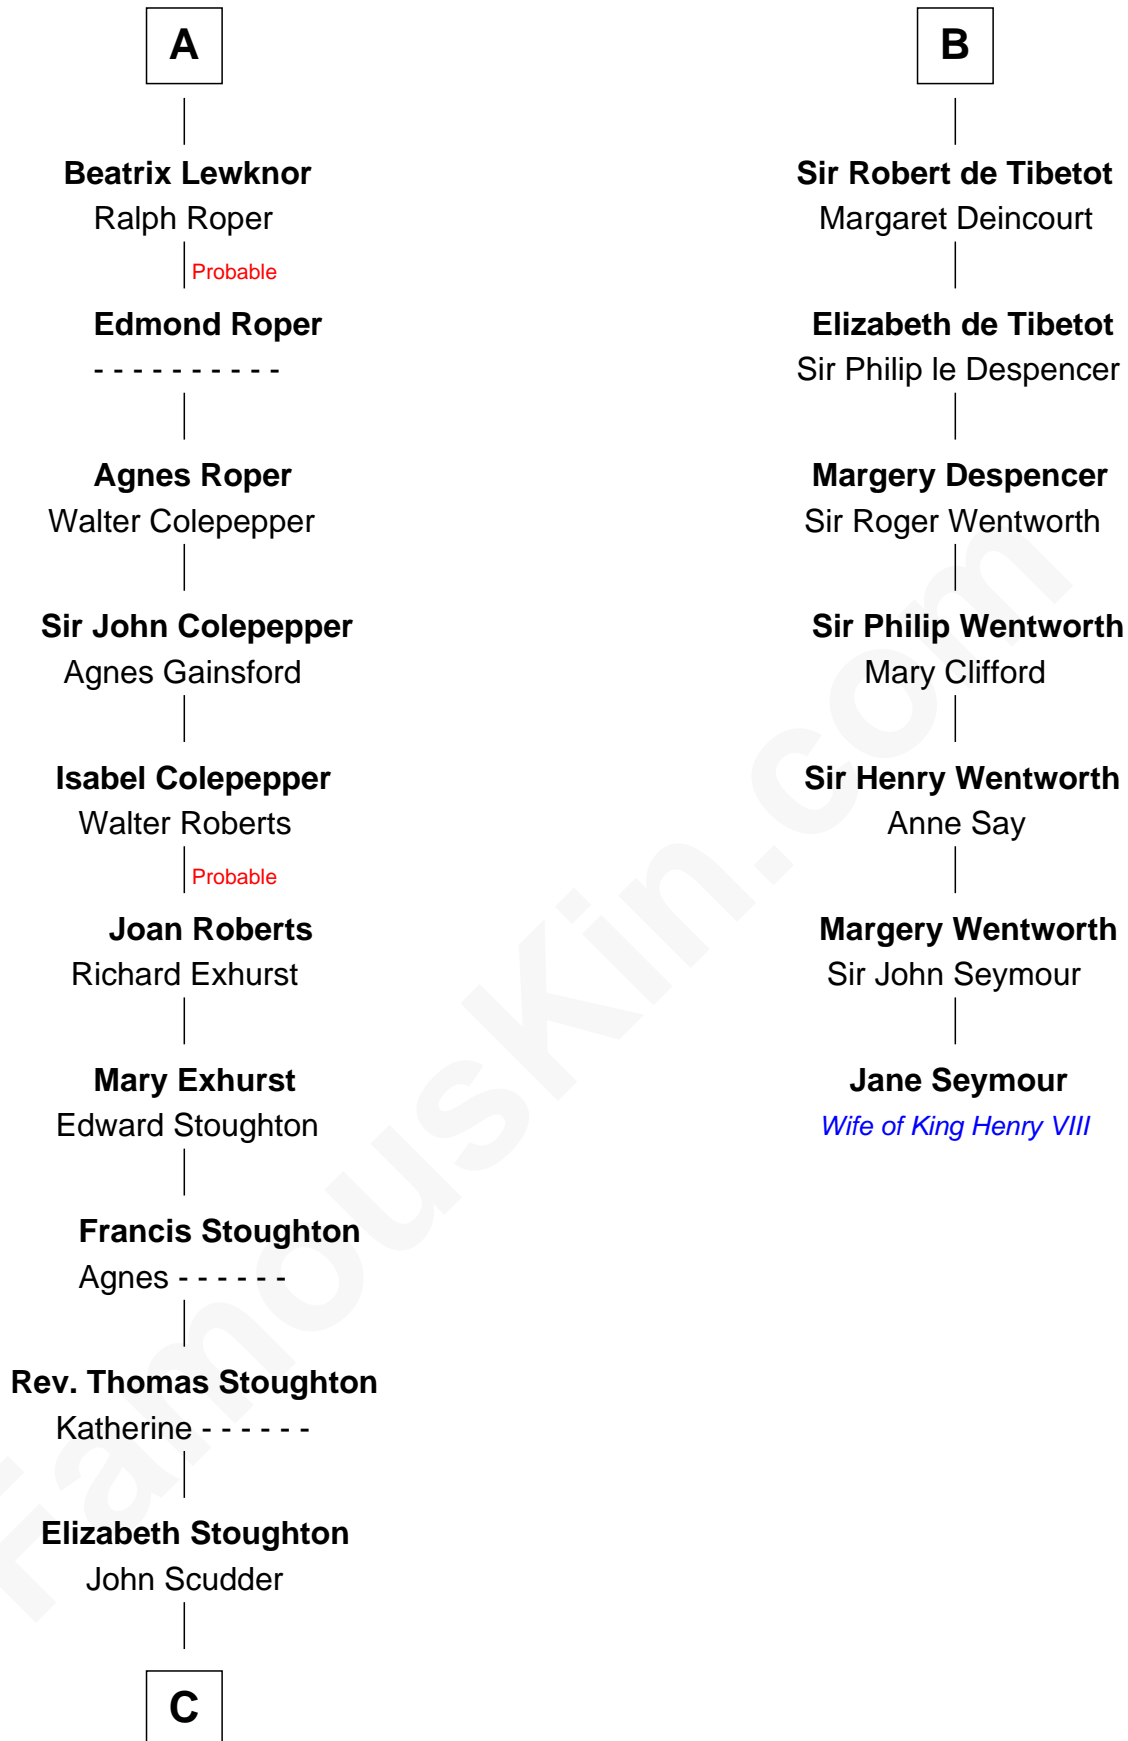 A
Beatrix Lewknor
Ralph Roper
Probable
Edmond Roper
- - - - - - - - - -
Agnes Roper
Walter Colepepper
Sir John Colepepper
Agnes Gainsford
Isabel Colepepper
Walter Roberts
Probable
Joan Roberts
Richard Exhurst
Mary Exhurst
Edward Stoughton
Francis Stoughton
Agnes - - - - - -
Rev. Thomas Stoughton
Katherine - - - - - -
Elizabeth Stoughton
John Scudder
C
B
Sir Robert de Tibetot
Margaret Deincourt
Elizabeth de Tibetot
Sir Philip le Despencer
Margery Despencer
Sir Roger Wentworth
Sir Philip Wentworth
Mary Clifford
Sir Henry Wentworth
Anne Say
Margery Wentworth
Sir John Seymour
Jane Seymour
Wife of King Henry VIII
FamousKin.com